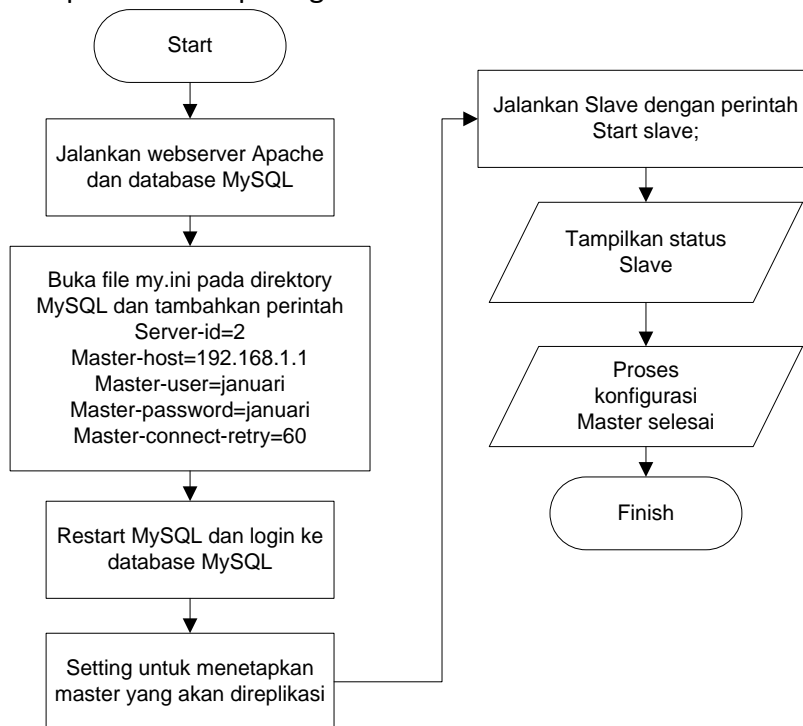 Start
Jalankan webserver Apache
dan database MySQL
Buka file my.ini pada direktory
MySQL dan tambahkan perintah
Server-id=2
Master-host=192.168.1.1
Master-user=januari
Master-password=januari
Master-connect-retry=60
Restart MySQL dan login ke
database MySQL
Setting untuk menetapkan
master yang akan direplikasi
Jalankan Slave dengan perintah
Start slave;
Tampilkan status
Slave
Proses
konfigurasi
Master selesai
Finish